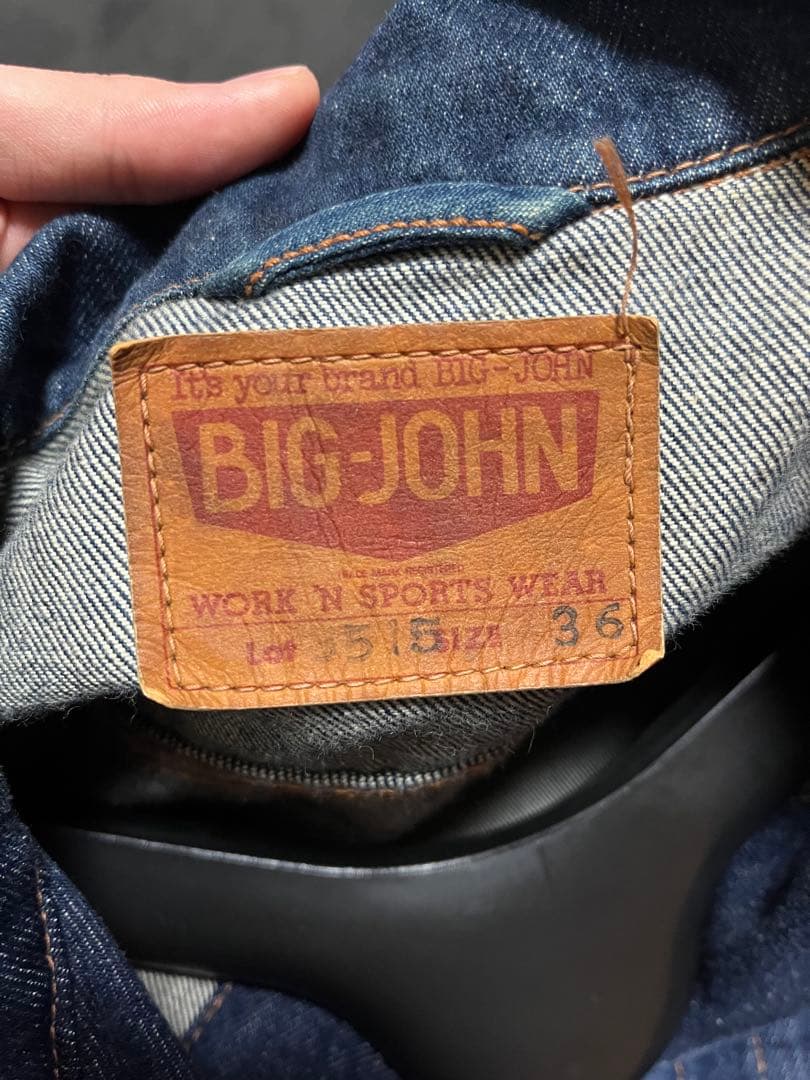 It's your brand BIG-JOHN
BIG-JOHN
WORK 'N SPORTS WEAR
Lot 515 SIZE 36